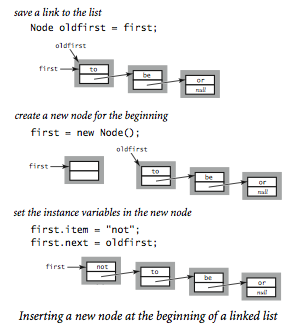 save a link to the list
Node oldfirst = first;
oldfirst
first
to
be
or
null
create a new node for the beginning
first = new Node();
oldfirst
first
to
be
or
null
set the instance variables in the new node
first.item = "not";
first.next = oldfirst;
first
not
to
be
or
null
Inserting a new node at the beginning of a linked list